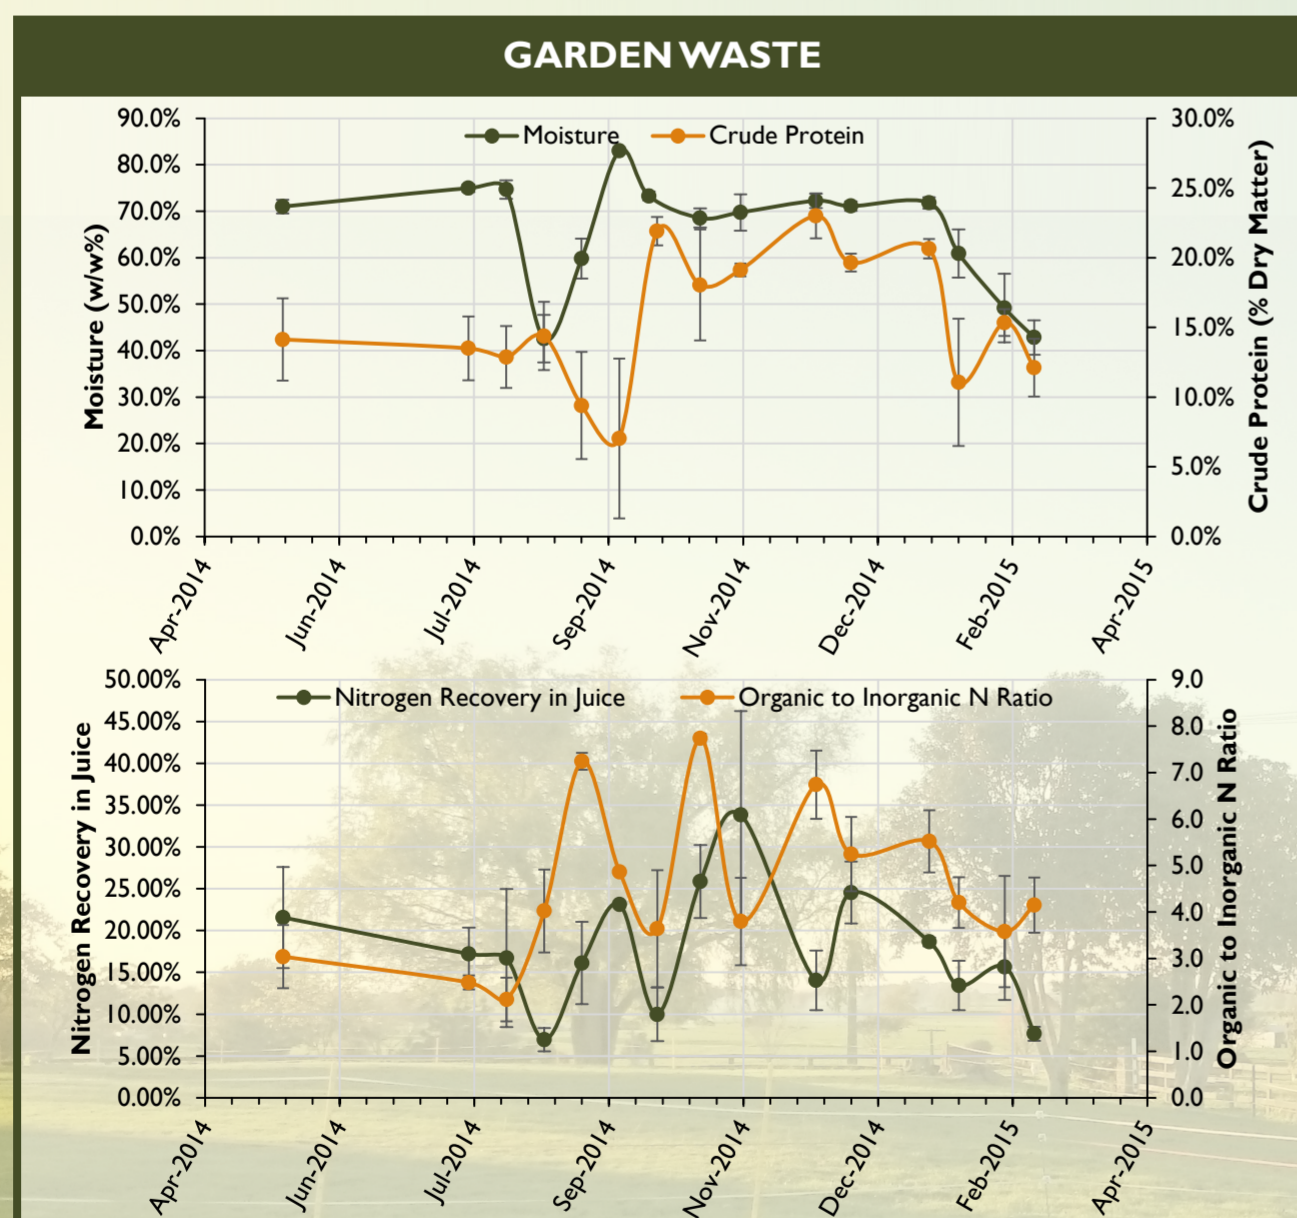 GARDEN WASTE
Moisture
Crude Protein
Moisture (w/w%)
90.0%
80.0%
70.0%
60.0%
50.0%
40.0%
30.0%
20.0%
10.0%
0.0%
30.0%
25.0%
20.0%
15.0%
10.0%
5.0%
0.0%
Crude Protein (% Dry Matter)
Apr-2014
Jun-2014
Jul-2014
Sep-2014
Nov-2014
Dec-2014
Feb-2015
Apr-2015
Nitrogen Recovery in Juice
Organic to Inorganic N Ratio
Nitrogen Recovery in Juice
50.00%
45.00%
40.00%
35.00%
30.00%
25.00%
20.00%
15.00%
10.00%
5.00%
0.00%
9.0
8.0
7.0
6.0
5.0
4.0
3.0
2.0
1.0
0.0
Organic to Inorganic N Ratio
Apr-2014
Jun-2014
Jul-2014
Sep-2014
Nov-2014
Dec-2014
Feb-2015
Apr-2015